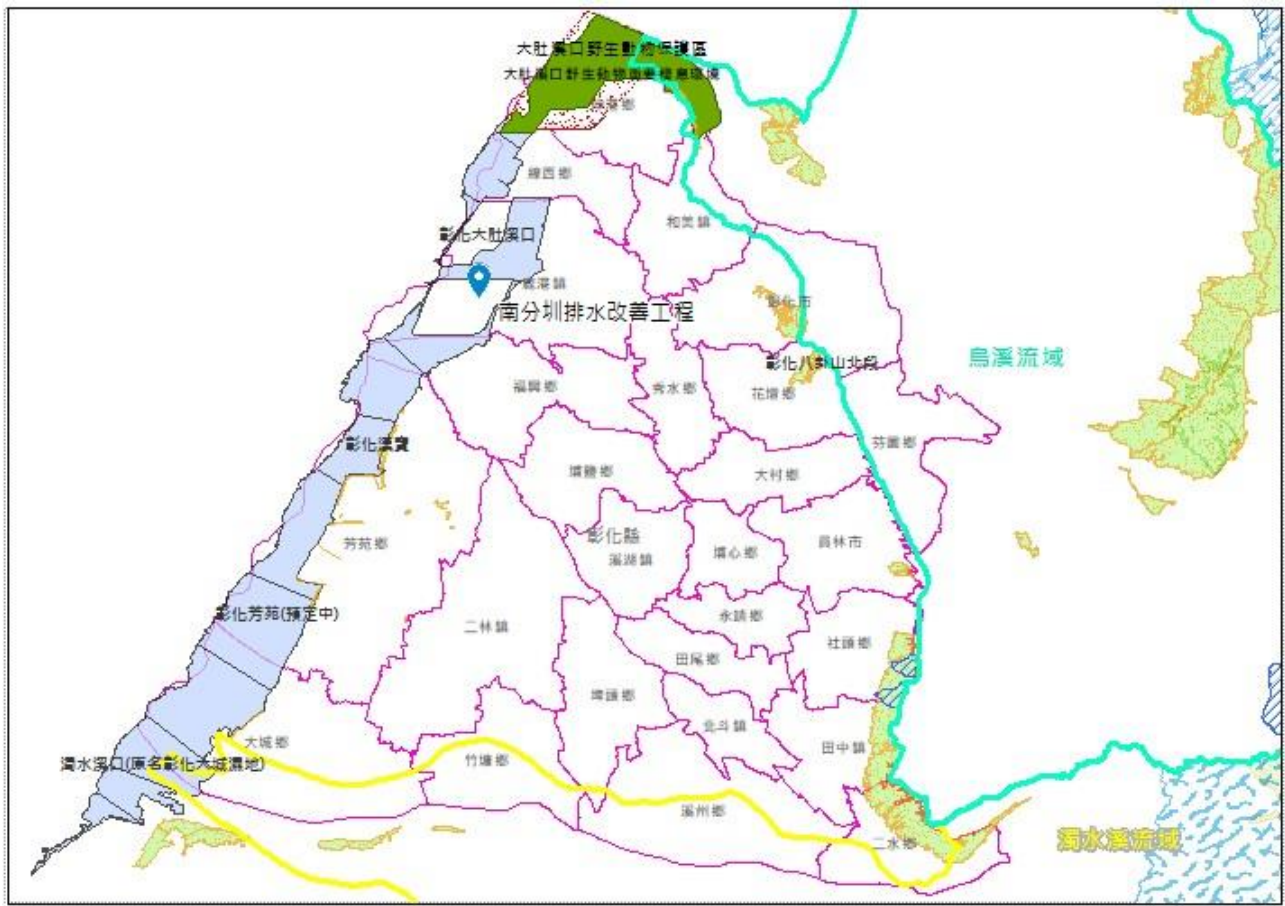 大肚溪口野生動物保護區
大肚溪口野生動物重要棲息環境
伸港鄉
線西鄉
和美鎮
彰化大肚溪口
鹿港鎮
南分圳排水改善工程
彰化市
烏溪流域
彰化八卦山北段
福興鄉
秀水鄉
花壇鄉
芬園鄉
彰化漢寶
埔鹽鄉
大村鄉
彰化縣
芳苑鄉
溪湖鎮
埔心鄉
員林市
彰化芳苑(預定中)
二林鎮
永靖鄉
社頭鄉
田尾鄉
埤頭鄉
北斗鎮
田中鎮
大城鄉
濁水溪口(原名彰化大城濕地)
竹塘鄉
溪州鄉
二水鄉
濁水溪流域